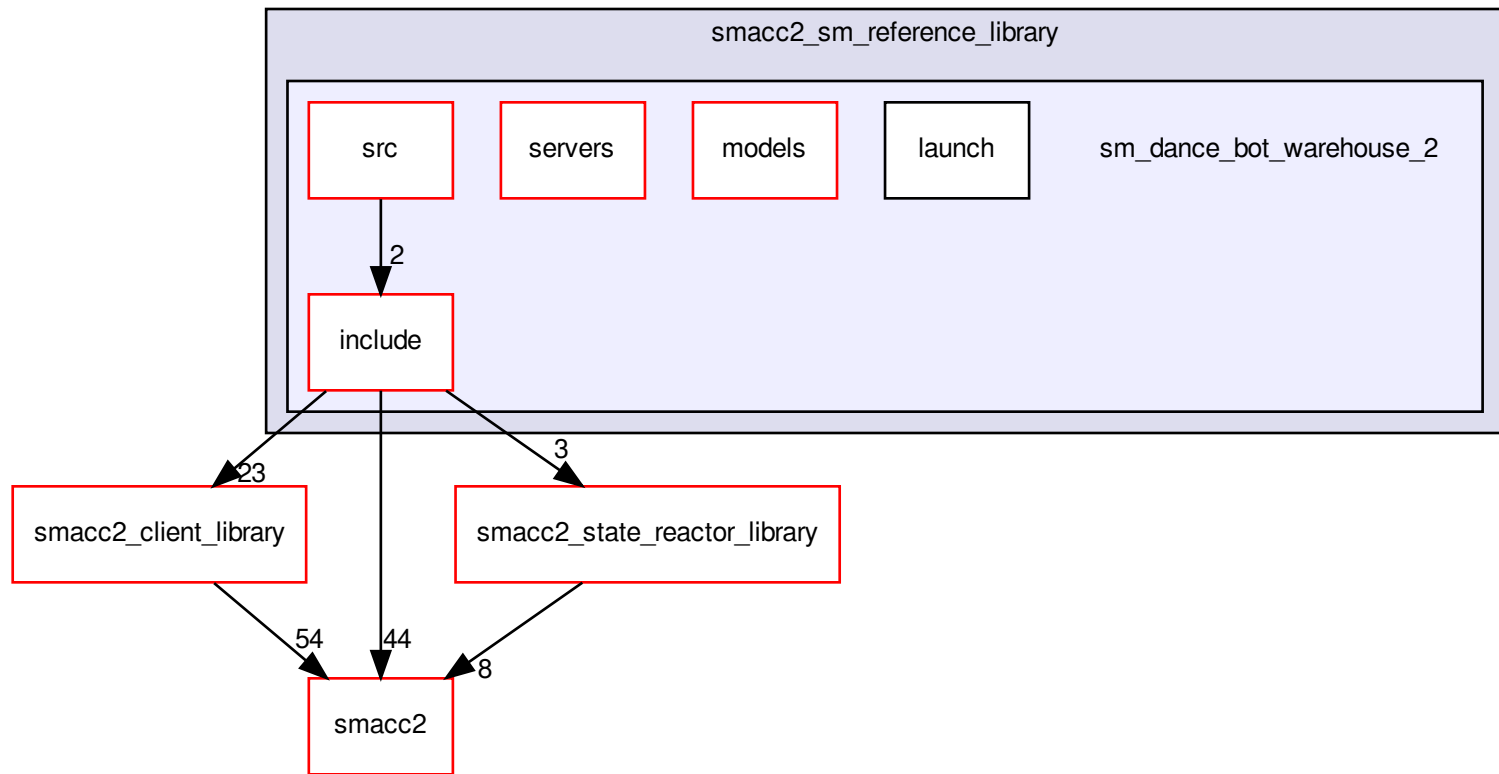 smacc2_sm_reference_library
src
servers
models
launch
sm_dance_bot_warehouse_2
2
include
23
3
smacc2_client_library
smacc2_state_reactor_library
54
44
8
smacc2